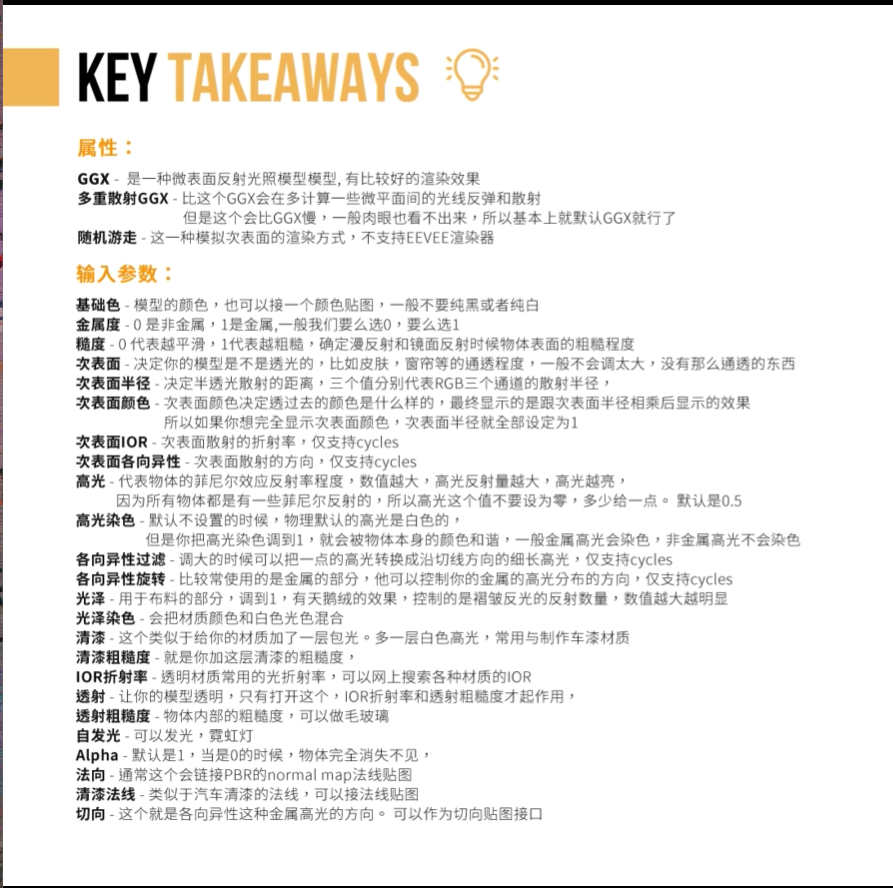 KEY TAKEAWAYS
属性：
GGX - 是一种微表面反射光照模型模型, 有比较好的渲染效果
多重散射GGX - 比这个GGX会在多计算一些微平面间的光线反弹和散射
但是这个会比GGX慢，一般肉眼也看不出来，所以基本上就默认GGX就行了
随机游走 - 这一种模拟次表面的渲染方式，不支持EEVEE渲染器
输入参数：
基础色 - 模型的颜色，也可以接一个颜色贴图，一般不要纯黑或者纯白
金属度 - 0 是非金属，1是金属,一般我们要么选0，要么选1
糙度 - 0 代表越平滑，1代表越粗糙，确定漫反射和镜面反射时候物体表面的粗糙程度
次表面 - 决定你的模型是不是透光的，比如皮肤，窗帘等的通透程度，一般不会调太大，没有那么通透的东西
次表面半径 - 决定半透光散射的距离，三个值分别代表RGB三个通道的散射半径，
次表面颜色 - 次表面颜色决定透过去的颜色是什么样的，最终显示的是跟次表面半径相乘后显示的效果
所以如果你想完全显示次表面颜色，次表面半径就全部设定为1
次表面IOR - 次表面散射的折射率，仅支持cycles
次表面各向异性 - 次表面散射的方向，仅支持cycles
高光 - 代表物体的菲尼尔效应反射率程度，数值越大，高光反射量越大，高光越亮，
因为所有物体都是有一些菲尼尔反射的，所以高光这个值不要设为零，多少给一点。 默认是0.5
高光染色 - 默认不设置的时候，物理默认的高光是白色的，
但是你把高光染色调到1，就会被物体本身的颜色和谐，一般金属高光会染色，非金属高光不会染色
各向异性过滤 - 调大的时候可以把一点的高光转换成沿切线方向的细长高光，仅支持cycles
各向异性旋转 - 比较常使用的是金属的部分，他可以控制你的金属的高光分布的方向，仅支持cycles
光泽 - 用于布料的部分，调到1，有天鹅绒的效果，控制的是褶皱反光的反射数量，数值越大越明显
光泽染色 - 会把材质颜色和白色光色混合
清漆 - 这个类似于给你的材质加了一层包光。多一层白色高光，常用与制作车漆材质
清漆粗糙度 - 就是你加这层清漆的粗糙度，
IOR折射率 - 透明材质常用的光折射率，可以网上搜索各种材质的IOR
透射 - 让你的模型透明，只有打开这个，IOR折射率和透射粗糙度才起作用，
透射粗糙度 - 物体内部的粗糙度，可以做毛玻璃
自发光 - 可以发光，霓虹灯
Alpha - 默认是1，当是0的时候，物体完全消失不见，
法向 - 通常这个会链接PBR的normal map法线贴图
清漆法线 - 类似于汽车清漆的法线，可以接法线贴图
切向 - 这个就是各向异性这种金属高光的方向。 可以作为切向贴图接口